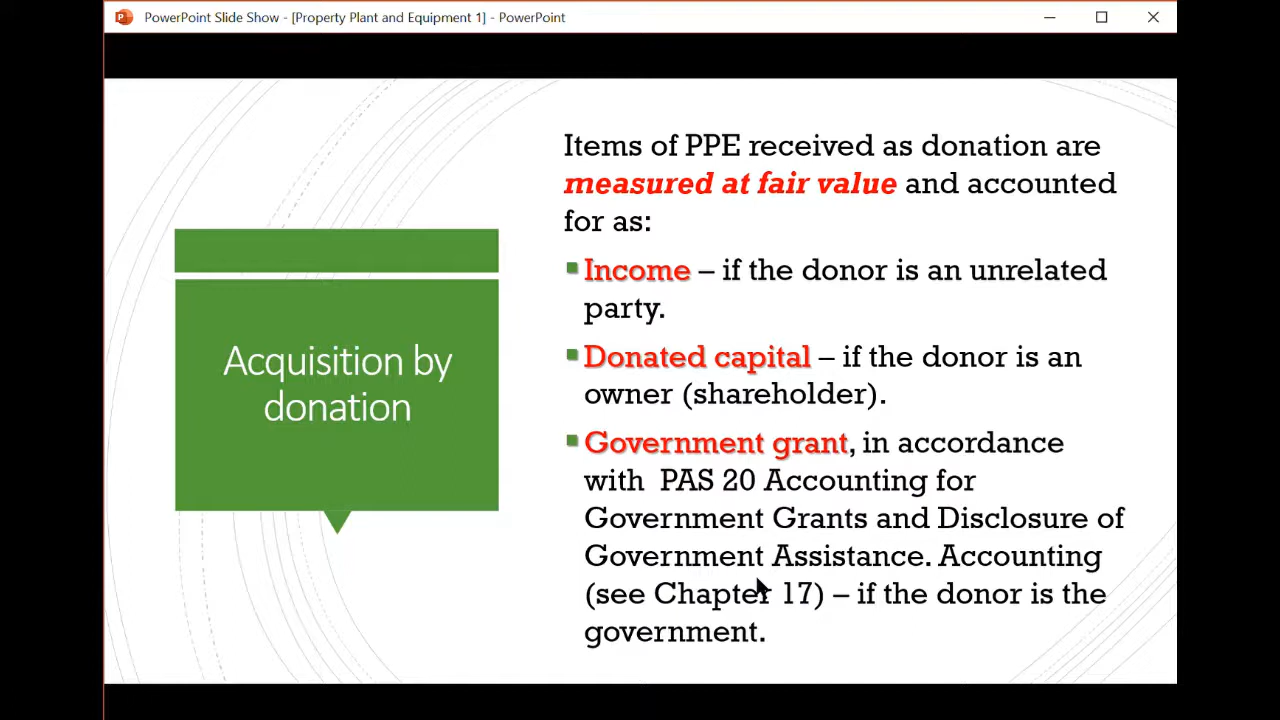 PowerPoint Slide Show - [Property Plant and Equipment 1] - PowerPoint
Acquisition by
donation
Items of PPE received as donation are
measured at fair value and accounted
for as:
Income – if the donor is an unrelated
party.
Donated capital – if the donor is an
owner (shareholder).
Government grant, in accordance
with PAS 20 Accounting for
Government Grants and Disclosure of
Government Assistance. Accounting
(see Chapter 17) – if the donor is the
government.